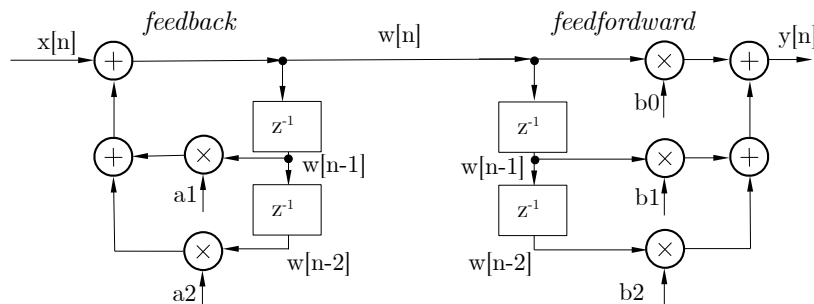 feedback
feedfordward
x[n]
w[n]
y[n]
+
×
+
b0
z⁻¹
z⁻¹
+
×
w[n-1]
w[n-1]
×
+
a1
b1
z⁻¹
z⁻¹
×
w[n-2]
w[n-2]
×
a2
b2